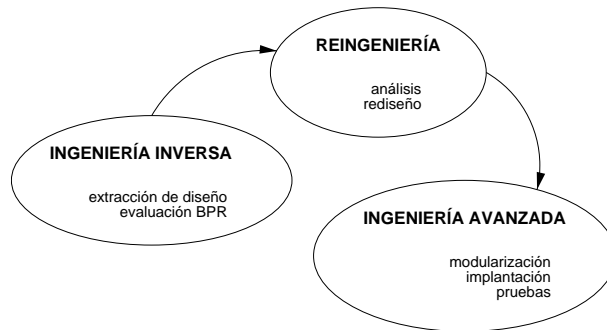 REINGENIERÍA
análisis
rediseño
INGENIERÍA INVERSA
extracción de diseño
evaluación BPR
INGENIERÍA AVANZADA
modularización
implantación
pruebas